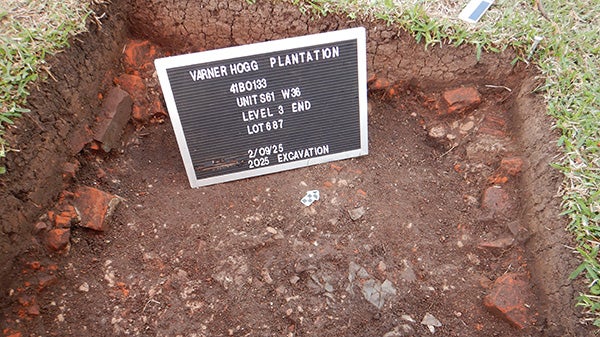 VARNER HOGG PLANTATION
41BO133
UNIT S61 W36
LEVEL 3 END
LOT 687
2/09/25
2025 EXCAVATION